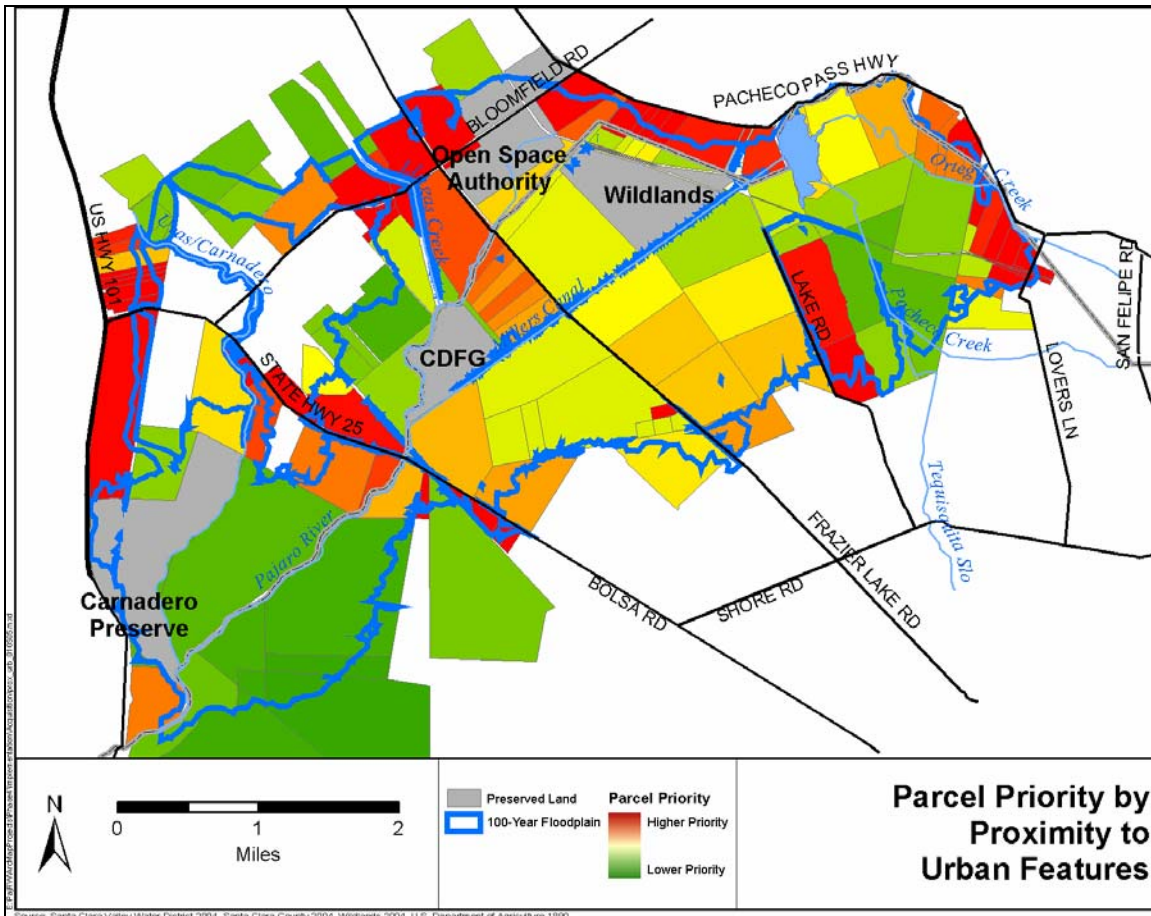 BLOOMFIELD RD
PACHECO PASS HWY
Open Space
Authority
Wildlands
Creek
US HWY 101
Uvas/Carnadero
Creek
LAKE RD
Pacheco Creek
SAN FELIPE RD
LOVERS LN
CDFG
Canal
STATE HWY 25
Pajaro River
Tequisquita Slo
Carnadero
Preserve
BOLSA RD
SHORE RD
FRAZIER LAKE RD
N
0 1 2
Miles
Preserved Land
100-Year Floodplain
Parcel Priority
Higher Priority
Lower Priority
Parcel Priority by
Proximity to
Urban Features